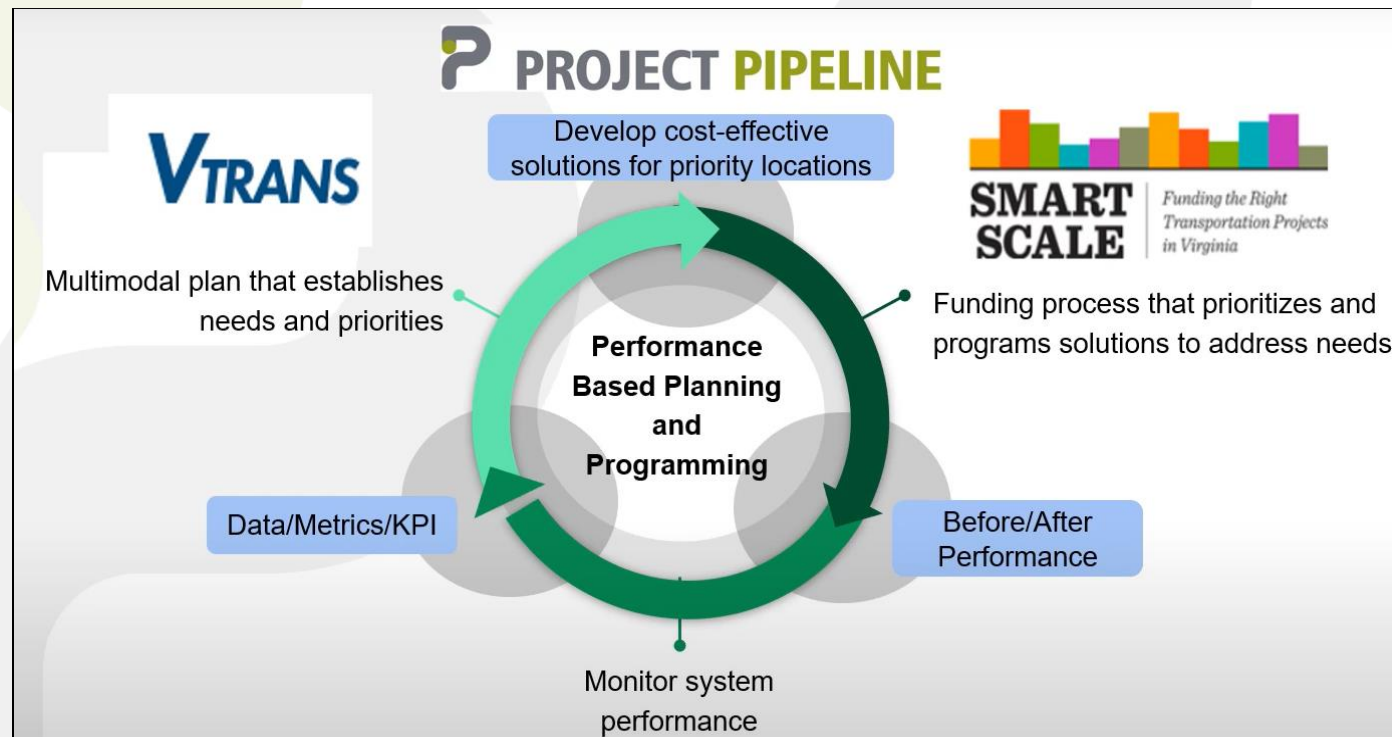 PROJECT PIPELINE
Develop cost-effective
solutions for priority locations
VTRANS
Multimodal plan that establishes
needs and priorities
SMART
SCALE
Funding the Right
Transportation Projects
in Virginia
Funding process that prioritizes and
programs solutions to address needs
Performance
Based Planning
and
Programming
Data/Metrics/KPI
Before/After
Performance
Monitor system
performance